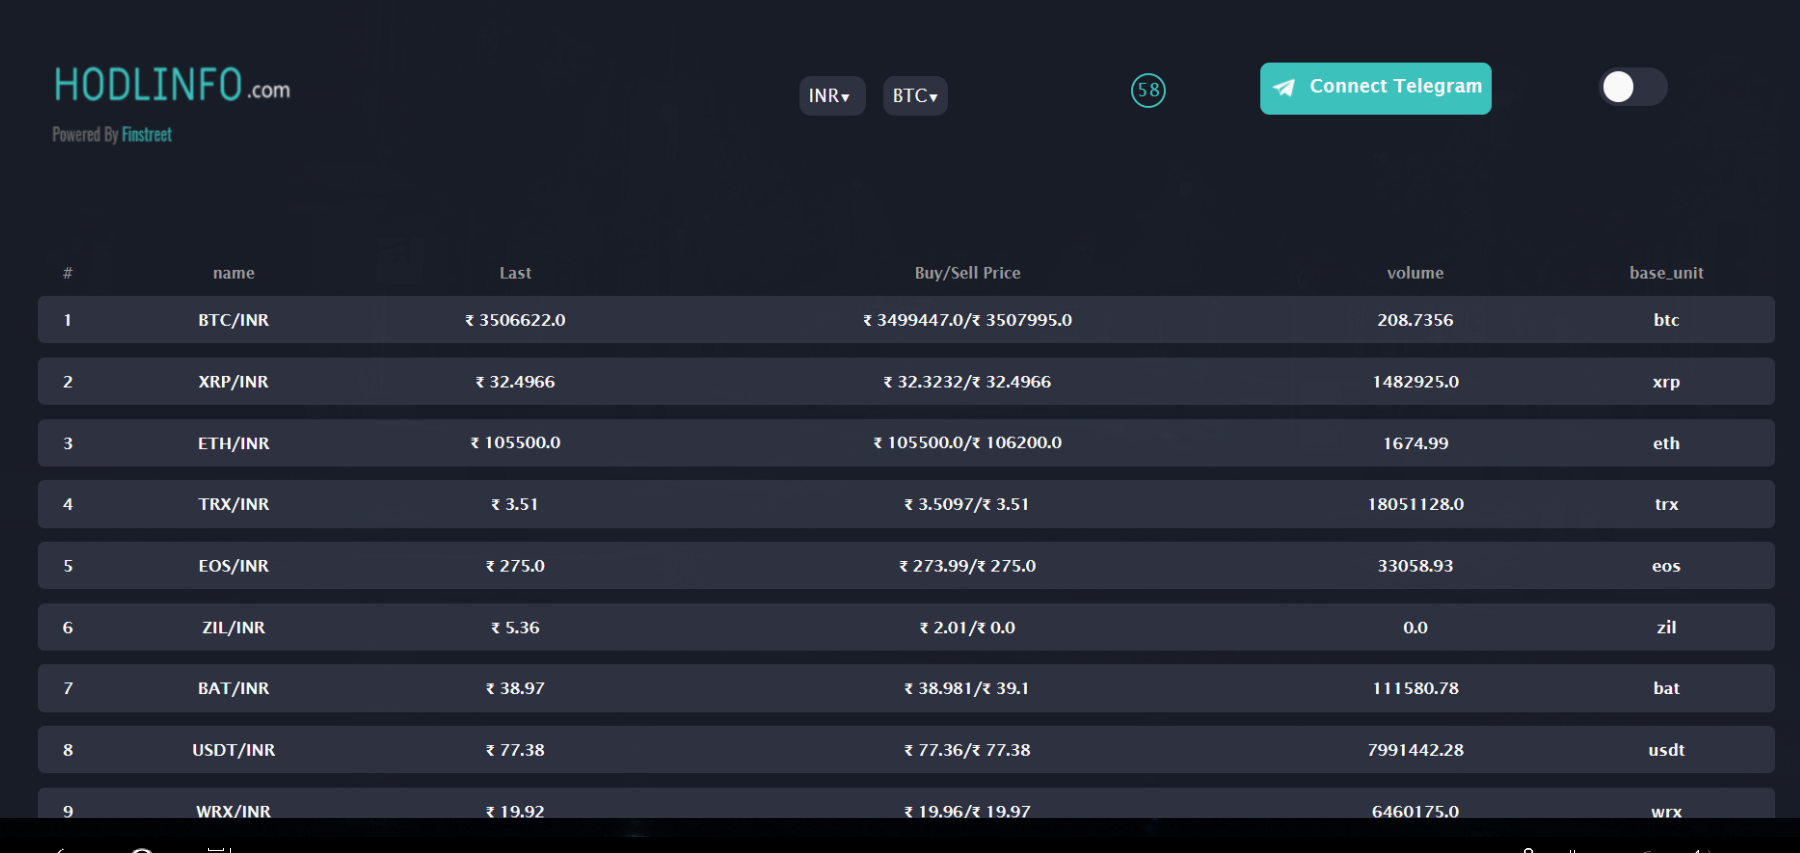 HODLINFO.com
Powered By Finstreet
INR▾ BTC▾ 58 Connect Telegram
# name Last Buy/Sell Price volume base_unit
1 BTC/INR ₹ 3506622.0 ₹ 3499447.0/₹ 3507995.0 208.7356 btc
2 XRP/INR ₹ 32.4966 ₹ 32.3232/₹ 32.4966 1482925.0 xrp
3 ETH/INR ₹ 105500.0 ₹ 105500.0/₹ 106200.0 1674.99 eth
4 TRX/INR ₹ 3.51 ₹ 3.5097/₹ 3.51 18051128.0 trx
5 EOS/INR ₹ 275.0 ₹ 273.99/₹ 275.0 33058.93 eos
6 ZIL/INR ₹ 5.36 ₹ 2.01/₹ 0.0 0.0 zil
7 BAT/INR ₹ 38.97 ₹ 38.981/₹ 39.1 111580.78 bat
8 USDT/INR ₹ 77.38 ₹ 77.36/₹ 77.38 7991442.28 usdt
9 WRX/INR ₹ 19.92 ₹ 19.96/₹ 19.97 6460175.0 wrx